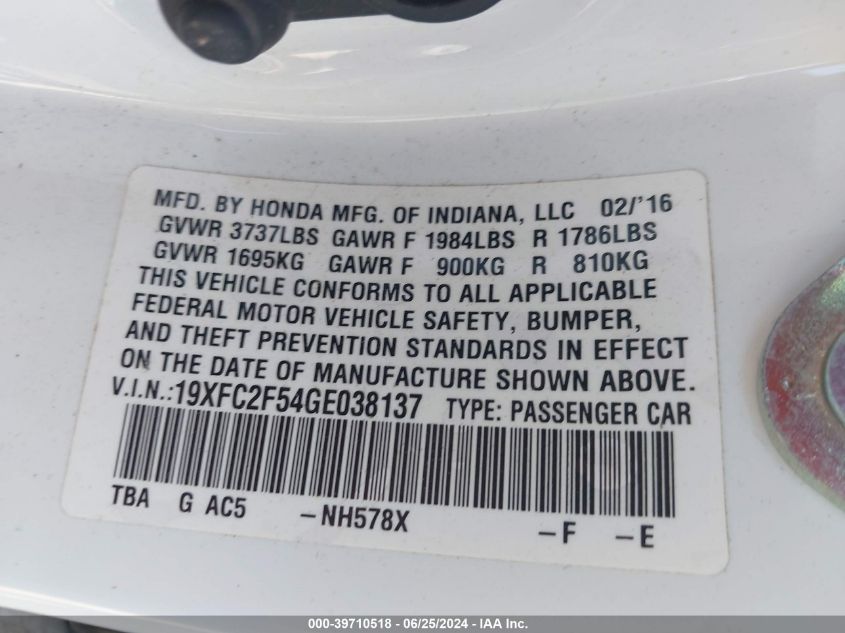 MFD. BY HONDA MFG. OF INDIANA, LLC 02/'16
GVWR 3737LBS GAWR F 1984LBS R 1786LBS
GVWR 1695KG GAWR F 900KG R 810KG
THIS VEHICLE CONFORMS TO ALL APPLICABLE
FEDERAL MOTOR VEHICLE SAFETY, BUMPER,
AND THEFT PREVENTION STANDARDS IN EFFECT
ON THE DATE OF MANUFACTURE SHOWN ABOVE.
V.I.N.:19XFC2F54GE038137 TYPE: PASSENGER CAR
TBA G AC5 -NH578X -F -E
000-39710518 - 06/25/2024 - IAA Inc.